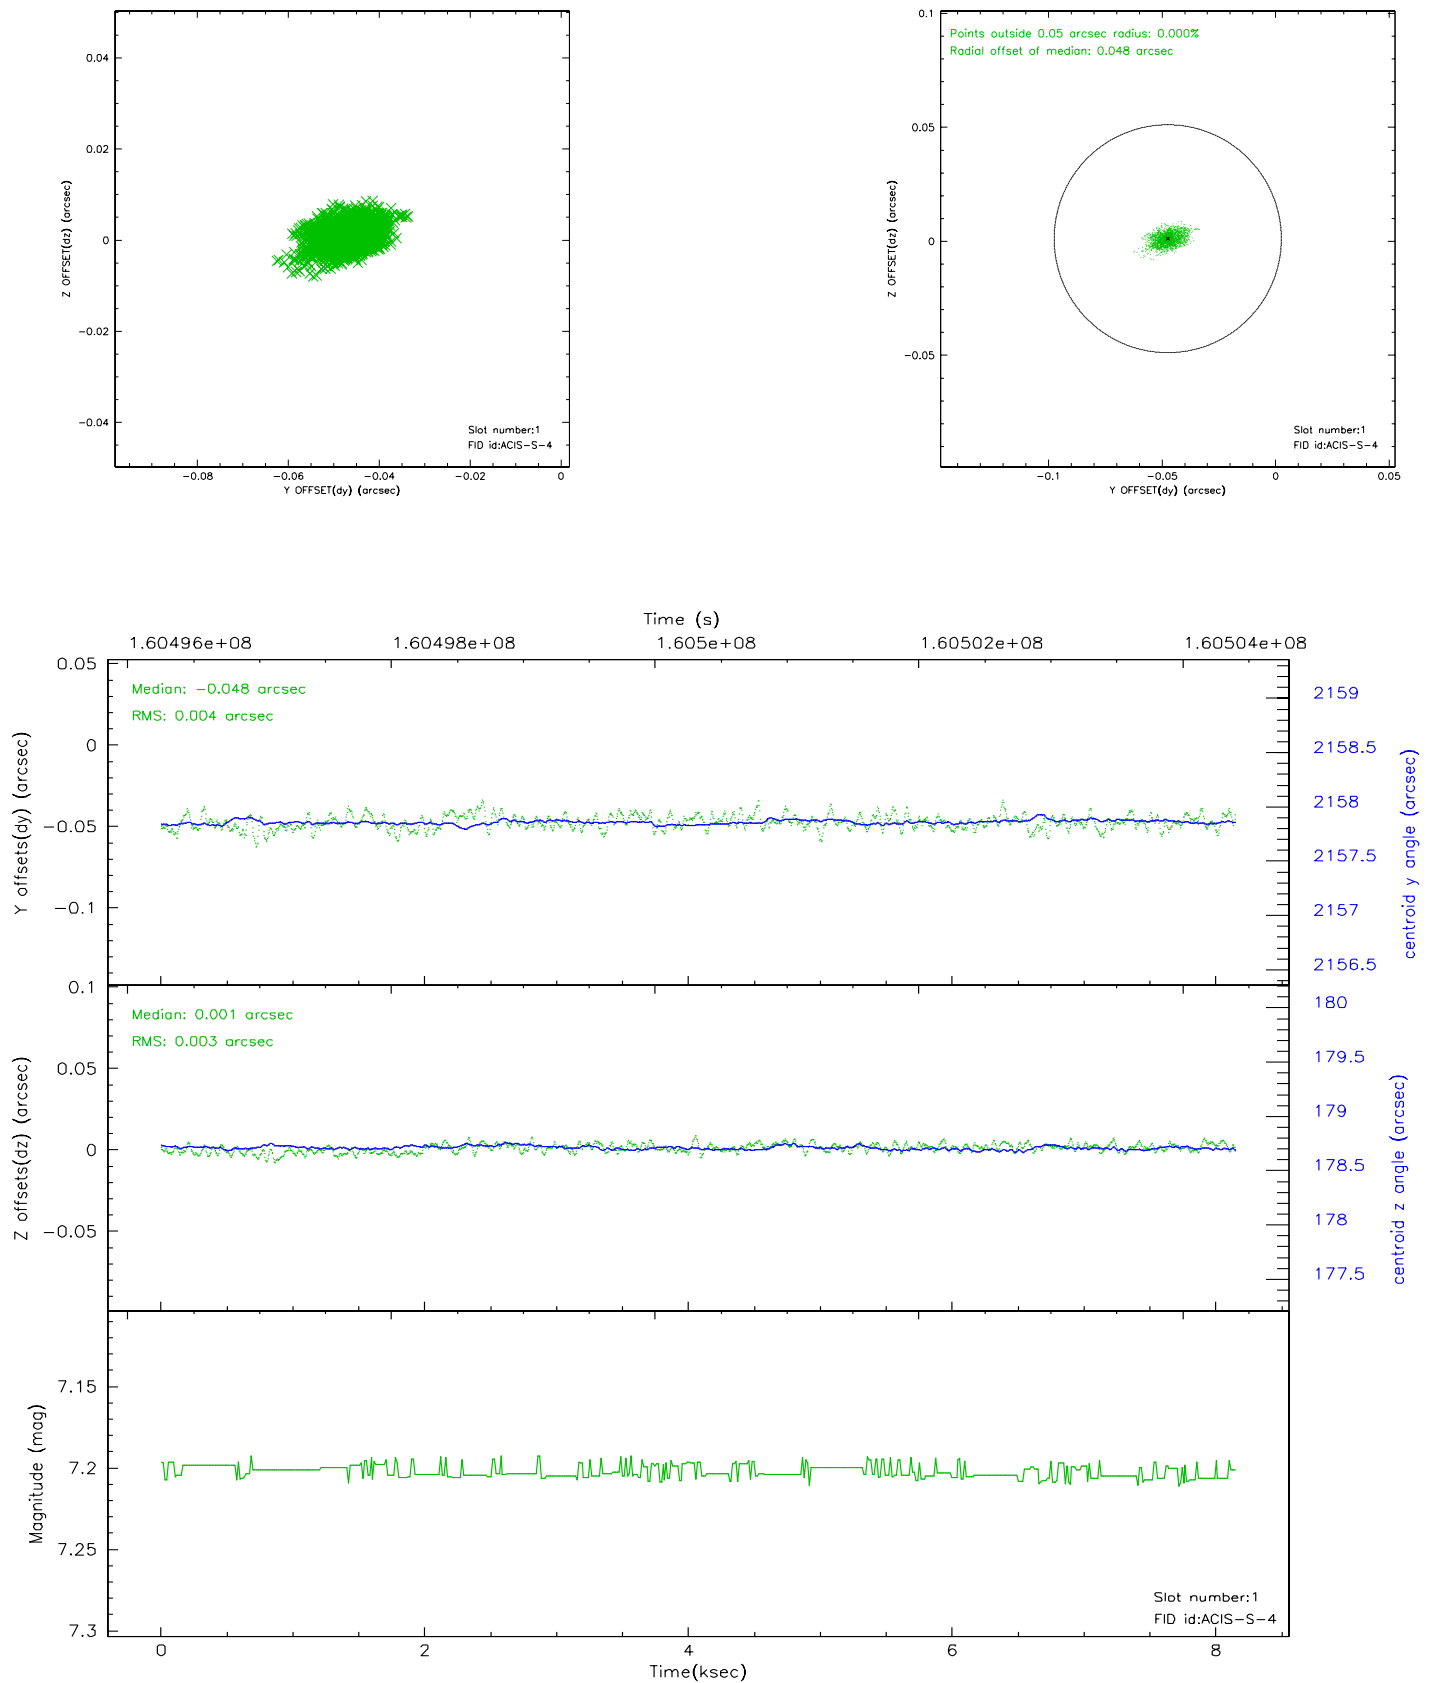 0.04
0.02
0
-0.02
-0.04
Z OFFSET(dz) (arcsec)
Slot number:1
FID id:ACIS-S-4
-0.08
-0.06
-0.04
-0.02
0
Y OFFSET(dy) (arcsec)
0.1
0.05
0
-0.05
Z OFFSET(dz) (arcsec)
Points outside 0.05 arcsec radius: 0.000%
Radial offset of median: 0.048 arcsec
Slot number:1
FID id:ACIS-S-4
-0.1
-0.05
0
0.05
Y OFFSET(dy) (arcsec)
Time (s)
1.60496e+08
1.60498e+08
1.605e+08
1.60502e+08
1.60504e+08
0.05
0
-0.05
-0.1
Y offsets(dy) (arcsec)
Median: -0.048 arcsec
RMS: 0.004 arcsec
2159
2158.5
2158
2157.5
2157
2156.5
centroid y angle (arcsec)
0.1
0.05
0
-0.05
Z offsets(dz) (arcsec)
Median: 0.001 arcsec
RMS: 0.003 arcsec
180
179.5
179
178.5
178
177.5
centroid z angle (arcsec)
7.15
7.2
7.25
7.3
Magnitude (mag)
Slot number:1
FID id:ACIS-S-4
0
2
4
6
8
Time(ksec)